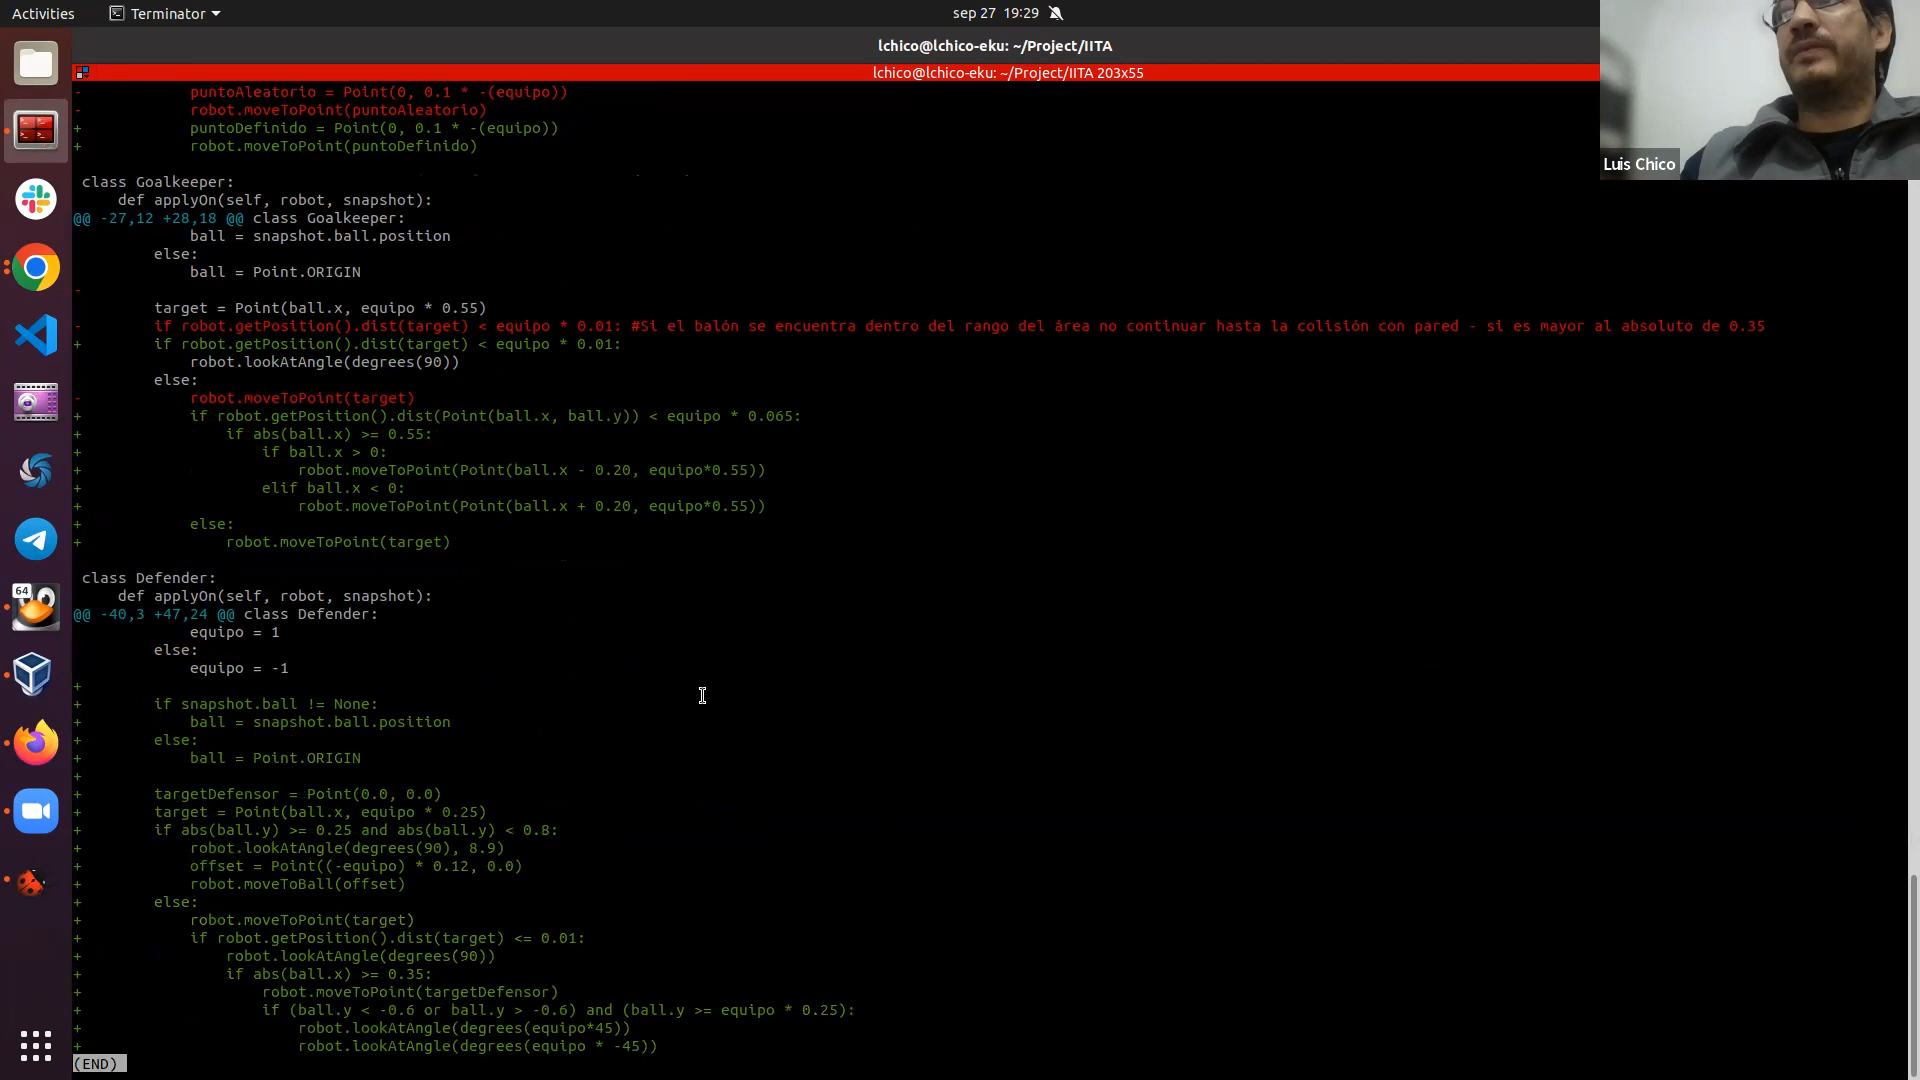 Activities
Terminator
sep 27 19:29
lchico@lchico-eku: ~/Project/IITA
lchico@lchico-eku: ~/Project/IITA 203x55
Luis Chico
64
-            puntoAleatorio = Point(0, 0.1 * -(equipo))
-            robot.moveToPoint(puntoAleatorio)
+            puntoDefinido = Point(0, 0.1 * -(equipo))
+            robot.moveToPoint(puntoDefinido)
 class Goalkeeper:
     def applyOn(self, robot, snapshot):
@@ -27,12 +28,18 @@ class Goalkeeper:
             ball = snapshot.ball.position
         else:
             ball = Point.ORIGIN
-
         target = Point(ball.x, equipo * 0.55)
-        if robot.getPosition().dist(target) < equipo * 0.01: #Si el balón se encuentra dentro del rango del área no continuar hasta la colisión con pared - si es mayor al absoluto de 0.35
+        if robot.getPosition().dist(target) < equipo * 0.01:
             robot.lookAtAngle(degrees(90))
         else:
-            robot.moveToPoint(target)
+            if robot.getPosition().dist(Point(ball.x, ball.y)) < equipo * 0.065:
+                if abs(ball.x) >= 0.55:
+                    if ball.x > 0:
+                        robot.moveToPoint(Point(ball.x - 0.20, equipo*0.55))
+                    elif ball.x < 0:
+                        robot.moveToPoint(Point(ball.x + 0.20, equipo*0.55))
+            else:
+                robot.moveToPoint(target)
 class Defender:
     def applyOn(self, robot, snapshot):
@@ -40,3 +47,24 @@ class Defender:
             equipo = 1
         else:
             equipo = -1
+
+        if snapshot.ball != None:
+            ball = snapshot.ball.position
+        else:
+            ball = Point.ORIGIN
+
+        targetDefensor = Point(0.0, 0.0)
+        target = Point(ball.x, equipo * 0.25)
+        if abs(ball.y) >= 0.25 and abs(ball.y) < 0.8:
+            robot.lookAtAngle(degrees(90), 8.9)
+            offset = Point((-equipo) * 0.12, 0.0)
+            robot.moveToBall(offset)
+        else:
+            robot.moveToPoint(target)
+            if robot.getPosition().dist(target) <= 0.01:
+                robot.lookAtAngle(degrees(90))
+                if abs(ball.x) >= 0.35:
+                    robot.moveToPoint(targetDefensor)
+                    if (ball.y < -0.6 or ball.y > -0.6) and (ball.y >= equipo * 0.25):
+                        robot.lookAtAngle(degrees(equipo*45))
+                        robot.lookAtAngle(degrees(equipo * -45))
(END)